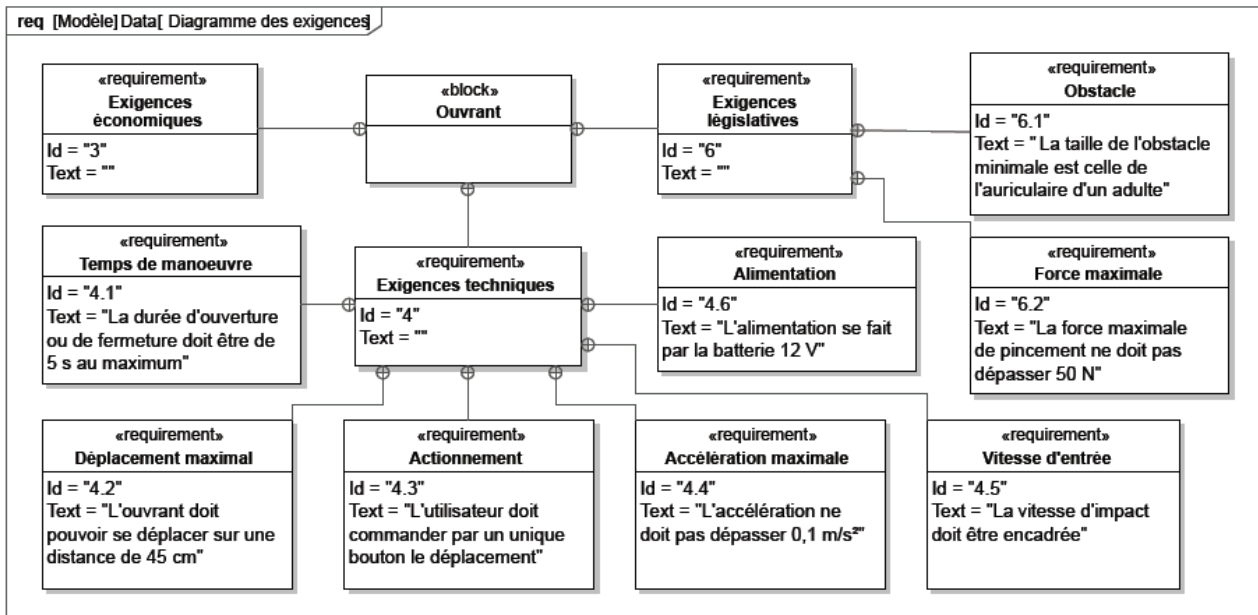 req [Modèle] Data[ Diagramme des exigences]
«requirement»
Exigences
économiques
Id = "3"
Text = ""
«block»
Ouvrant
«requirement»
Exigences
législatives
Id = "6"
Text = ""
«requirement»
Obstacle
Id = "6.1"
Text = " La taille de l'obstacle
minimale est celle de
l'auriculaire d'un adulte"
«requirement»
Temps de manoeuvre
Id = "4.1"
Text = "La durée d'ouverture
ou de fermeture doit être de
5 s au maximum"
«requirement»
Exigences techniques
Id = "4"
Text = ""
«requirement»
Alimentation
Id = "4.6"
Text = "L'alimentation se fait
par la batterie 12 V"
«requirement»
Force maximale
Id = "6.2"
Text = "La force maximale
de pincement ne doit pas
dépasser 50 N"
«requirement»
Déplacement maximal
Id = "4.2"
Text = "L'ouvrant doit
pouvoir se déplacer sur une
distance de 45 cm"
«requirement»
Actionnement
Id = "4.3"
Text = "L'utilisateur doit
commander par un unique
bouton le déplacement"
«requirement»
Accélération maximale
Id = "4.4"
Text = "L'accélération ne
doit pas dépasser 0,1 m/s²"
«requirement»
Vitesse d'entrée
Id = "4.5"
Text = "La vitesse d'impact
doit être encadrée"